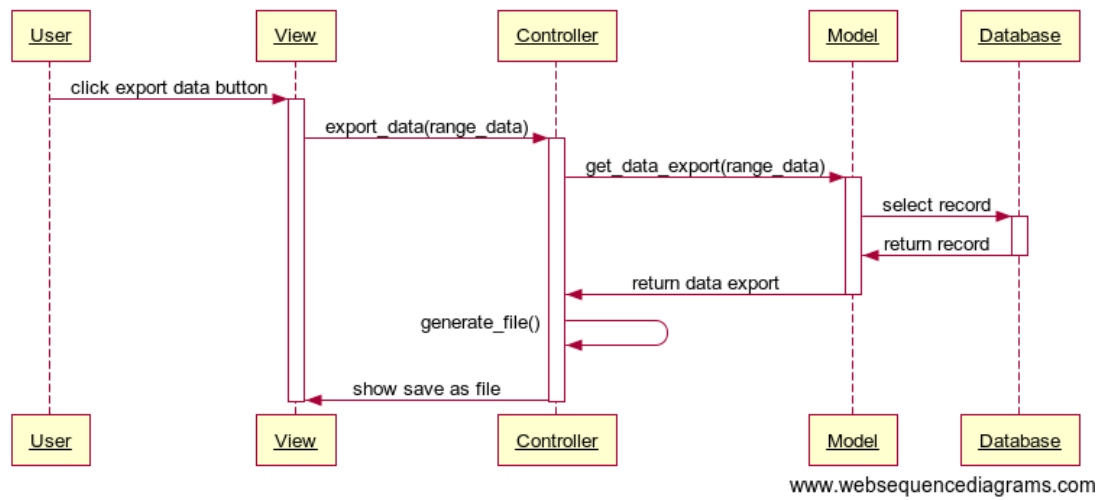 User
View
Controller
Model
Database
click export data button
export_data(range_data)
get_data_export(range_data)
select record
return record
return data export
generate_file()
show save as file
User
View
Controller
Model
Database
www.websequencediagrams.com